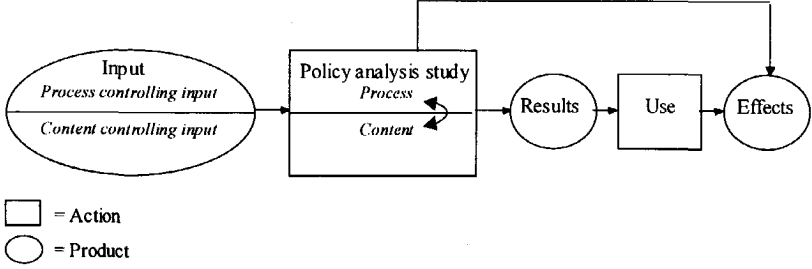 Input
Process controlling input
Content controlling input
Policy analysis study
Process
Content
Results
Use
Effects
= Action
= Product